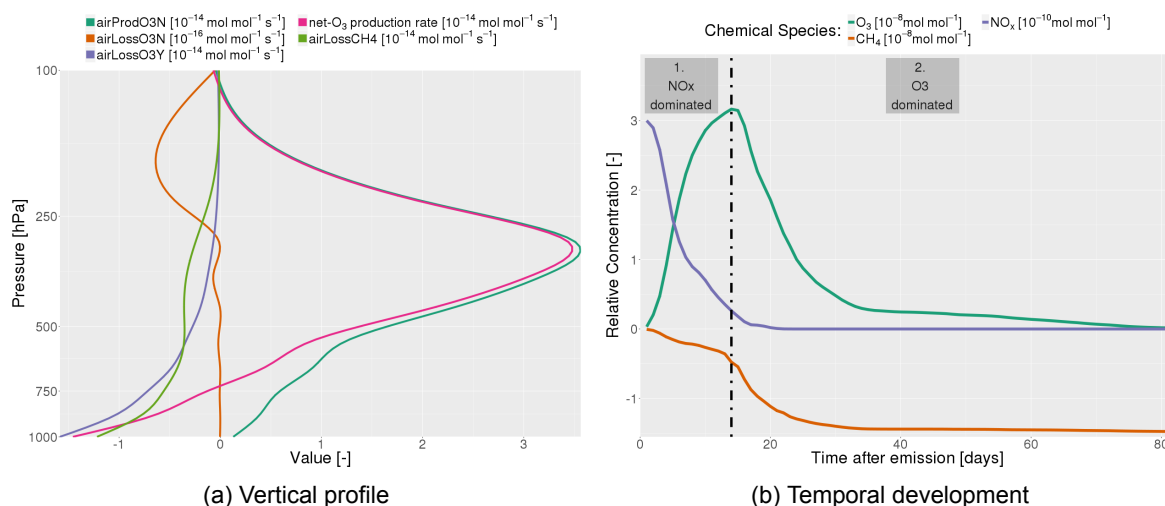 airProdO3N [10⁻¹⁴ mol mol⁻¹ s⁻¹]
airLossO3N [10⁻¹⁶ mol mol⁻¹ s⁻¹]
airLossO3Y [10⁻¹⁴ mol mol⁻¹ s⁻¹]
net-O₃ production rate [10⁻¹⁴ mol mol⁻¹ s⁻¹]
airLossCH4 [10⁻¹⁴ mol mol⁻¹ s⁻¹]
100
250
500
750
1000
Pressure [hPa]
-1
0
1
2
3
Value [-]
(a) Vertical profile
Chemical Species:
O₃ [10⁻⁸mol mol⁻¹]
CH₄ [10⁻⁸mol mol⁻¹]
NOₓ [10⁻¹⁰mol mol⁻¹]
1.
NOx
dominated
2.
O3
dominated
3
2
1
0
-1
Relative Concentration [-]
0
20
40
60
80
Time after emission [days]
(b) Temporal development